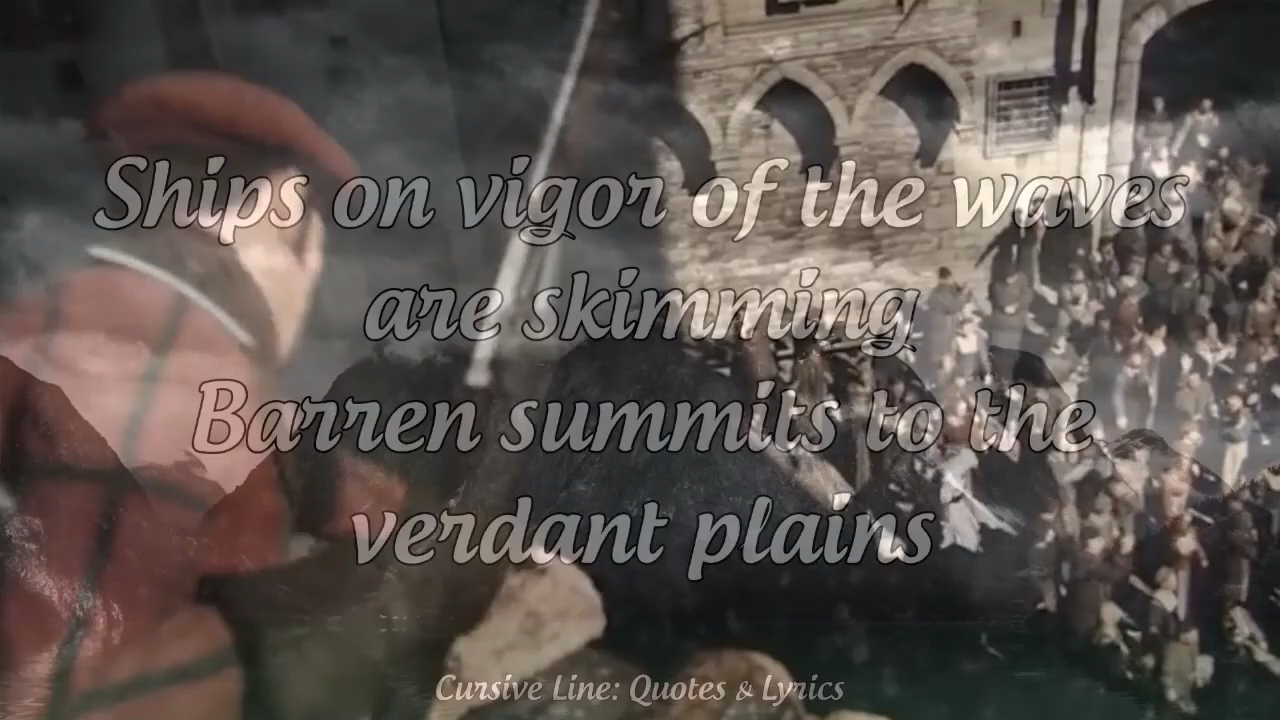 Ships on vigor of the waves
are skimming
Barren summits to the
verdant plains
Cursive Line: Quotes & Lyrics